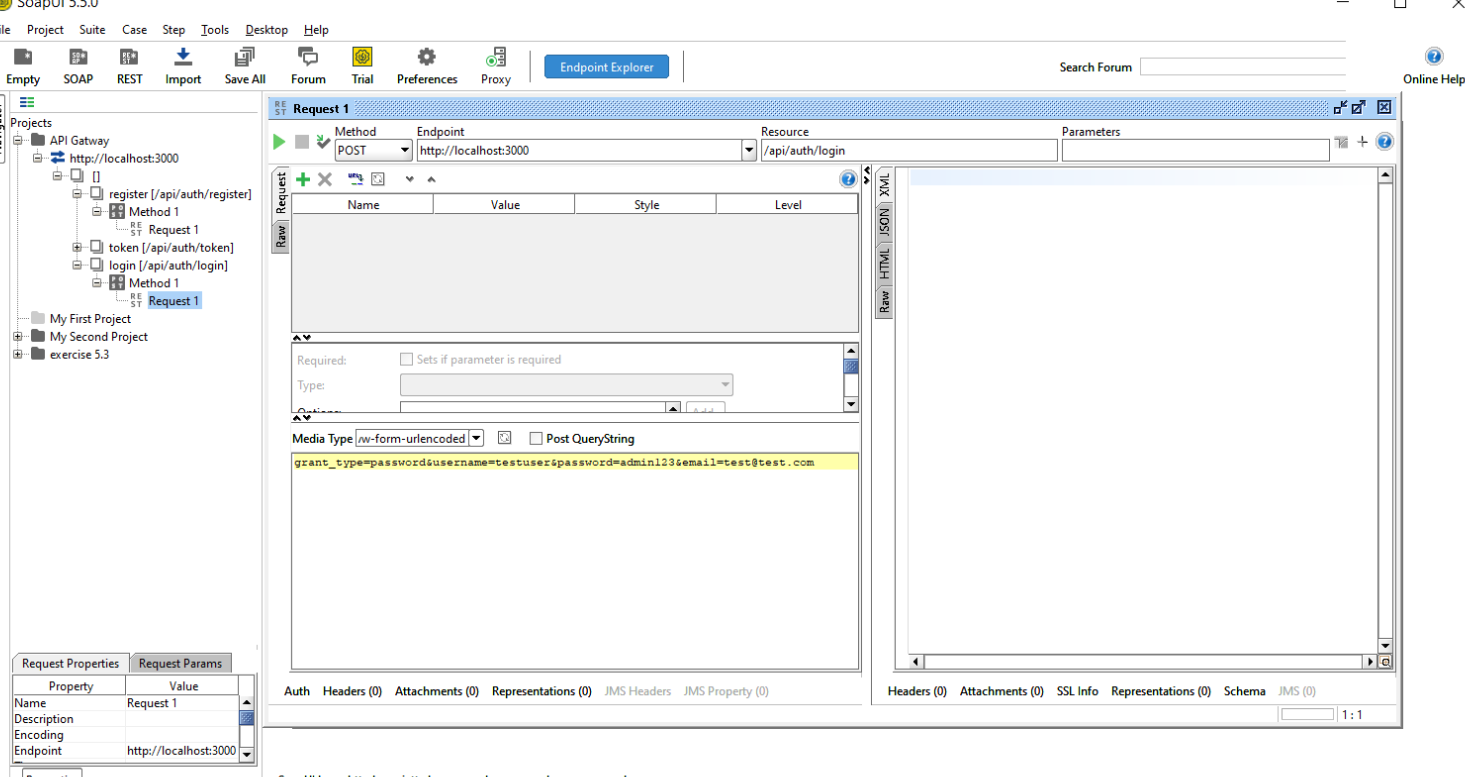 SoapUI 5.5.0
Project Suite Case Step Tools Desktop Help
Empty SOAP REST Import Save All Forum Trial Preferences Proxy Endpoint Explorer Search Forum Online Help
Projects
API Gatway
http://localhost:3000
[]
register [/api/auth/register]
Method 1
REST Request 1
token [/api/auth/token]
login [/api/auth/login]
Method 1
REST Request 1
My First Project
My Second Project
exercise 5.3
Request Properties Request Params
Property Value
Name Request 1
Description
Encoding
Endpoint http://localhost:3000
REST Request 1
Method Endpoint Resource Parameters
POST http://localhost:3000 /api/auth/login
Request
Raw
Name Value Style Level
Required: Sets if parameter is required
Type:
Options: Add
Media Type /w-form-urlencoded Post QueryString
grant_type=password&username=testuser&password=admin123&email=test@test.com
Auth Headers (0) Attachments (0) Representations (0) JMS Headers JMS Property (0)
XML
JSON
HTML
Raw
Headers (0) Attachments (0) SSL Info Representations (0) Schema JMS (0)
1 : 1